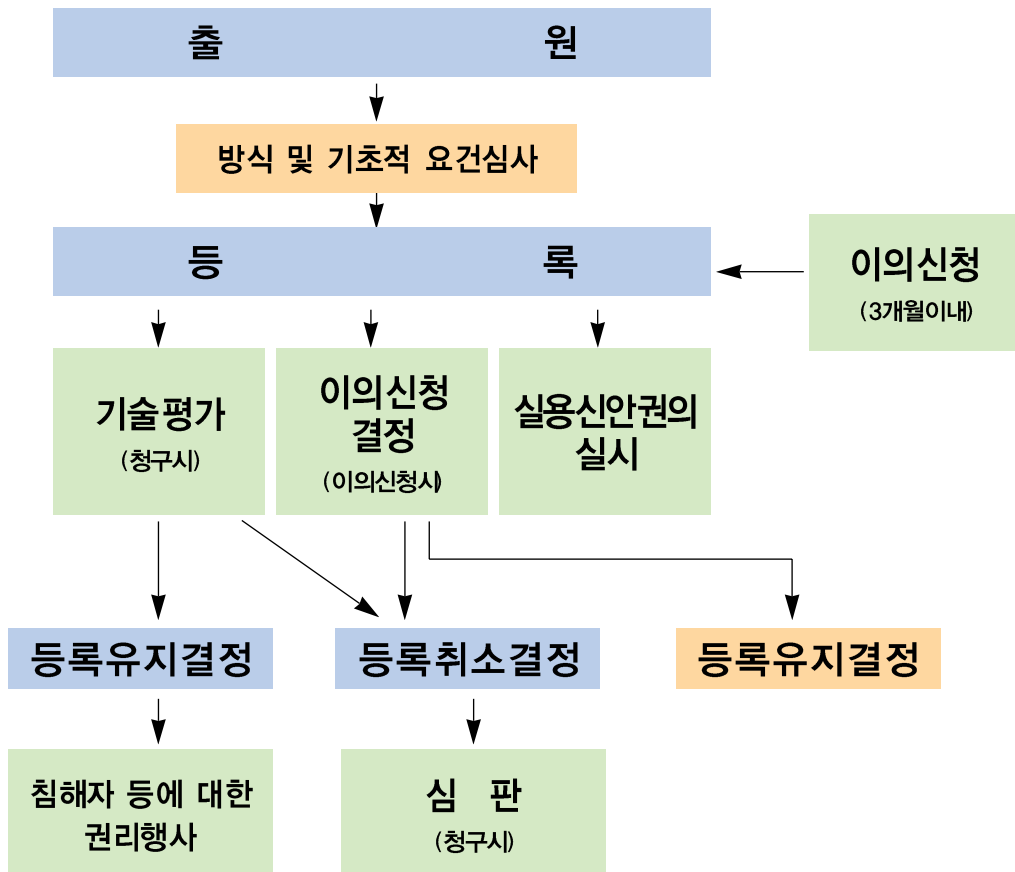 출 원
방식 및 기초적 요건심사
등 록
이의신청
(3개월이내)
기술평가
(청구시)
이의신청
결정
(이의신청시)
실용신안권의
실시
등록유지결정
등록취소결정
등록유지결정
침해자 등에 대한
권리행사
심 판
(청구시)